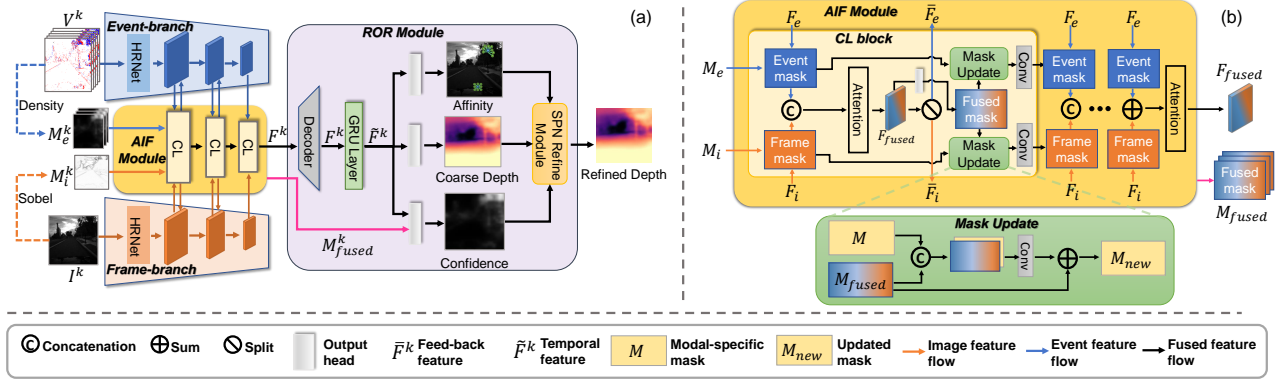 V^k
Event-branch
HRNet
Density
M_e^k
AIF Module
CL
CL
CL
M_i^k
Sobel
HRNet
Frame-branch
I^k
F^k
(a)
ROR Module
Decoder
F^k
GRU Layer
F̃^k
Affinity
Coarse Depth
Confidence
M_fused^k
SPN Refine Module
Refined Depth
(b)
AIF Module
F_e
F̄_e
F_e
F_e
CL block
M_e
Event mask
Mask Update
Conv
Event mask
Event mask
F_fused
C
Attention
F_fused
Fused mask
C
Attention
M_i
Frame mask
Mask Update
Conv
Frame mask
Frame mask
Fused mask
F_i
F̄_i
F_i
F_i
M_fused
Mask Update
M
M_fused
C
Conv
M_new
C
Concatenation
Sum
Split
Output head
F̄^k
Feed-back feature
F̃^k
Temporal feature
M
Modal-specific mask
M_new
Updated mask
Image feature flow
Event feature flow
Fused feature flow